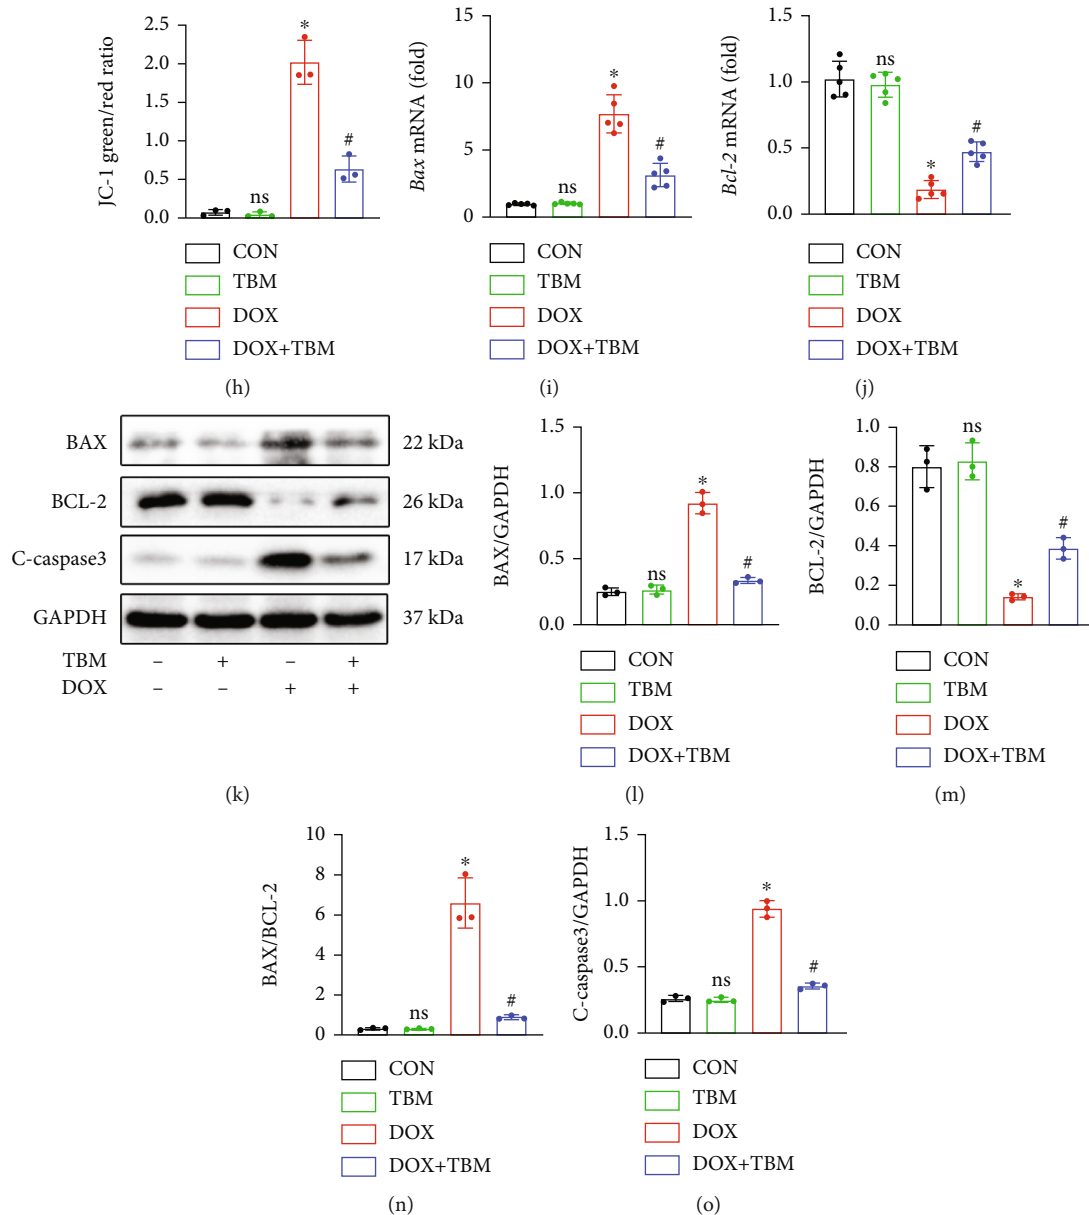 JC-1 green/red ratio
2.5
2.0
1.5
1.0
0.5
0.0
ns
*
#
CON
TBM
DOX
DOX+TBM
(h)
Bax mRNA (fold)
15
10
5
0
ns
*
#
CON
TBM
DOX
DOX+TBM
(i)
Bcl-2 mRNA (fold)
1.5
1.0
0.5
0.0
ns
*
#
CON
TBM
DOX
DOX+TBM
(j)
BAX 22 kDa
BCL-2 26 kDa
C-caspase3 17 kDa
GAPDH 37 kDa
TBM – + – +
DOX – – + +
(k)
BAX/GAPDH
1.5
1.0
0.5
0.0
ns
*
#
CON
TBM
DOX
DOX+TBM
(l)
BCL-2/GAPDH
1.0
0.8
0.6
0.4
0.2
0.0
ns
*
#
CON
TBM
DOX
DOX+TBM
(m)
BAX/BCL-2
10
8
6
4
2
0
ns
*
#
CON
TBM
DOX
DOX+TBM
(n)
C-caspase3/GAPDH
1.5
1.0
0.5
0.0
ns
*
#
CON
TBM
DOX
DOX+TBM
(o)